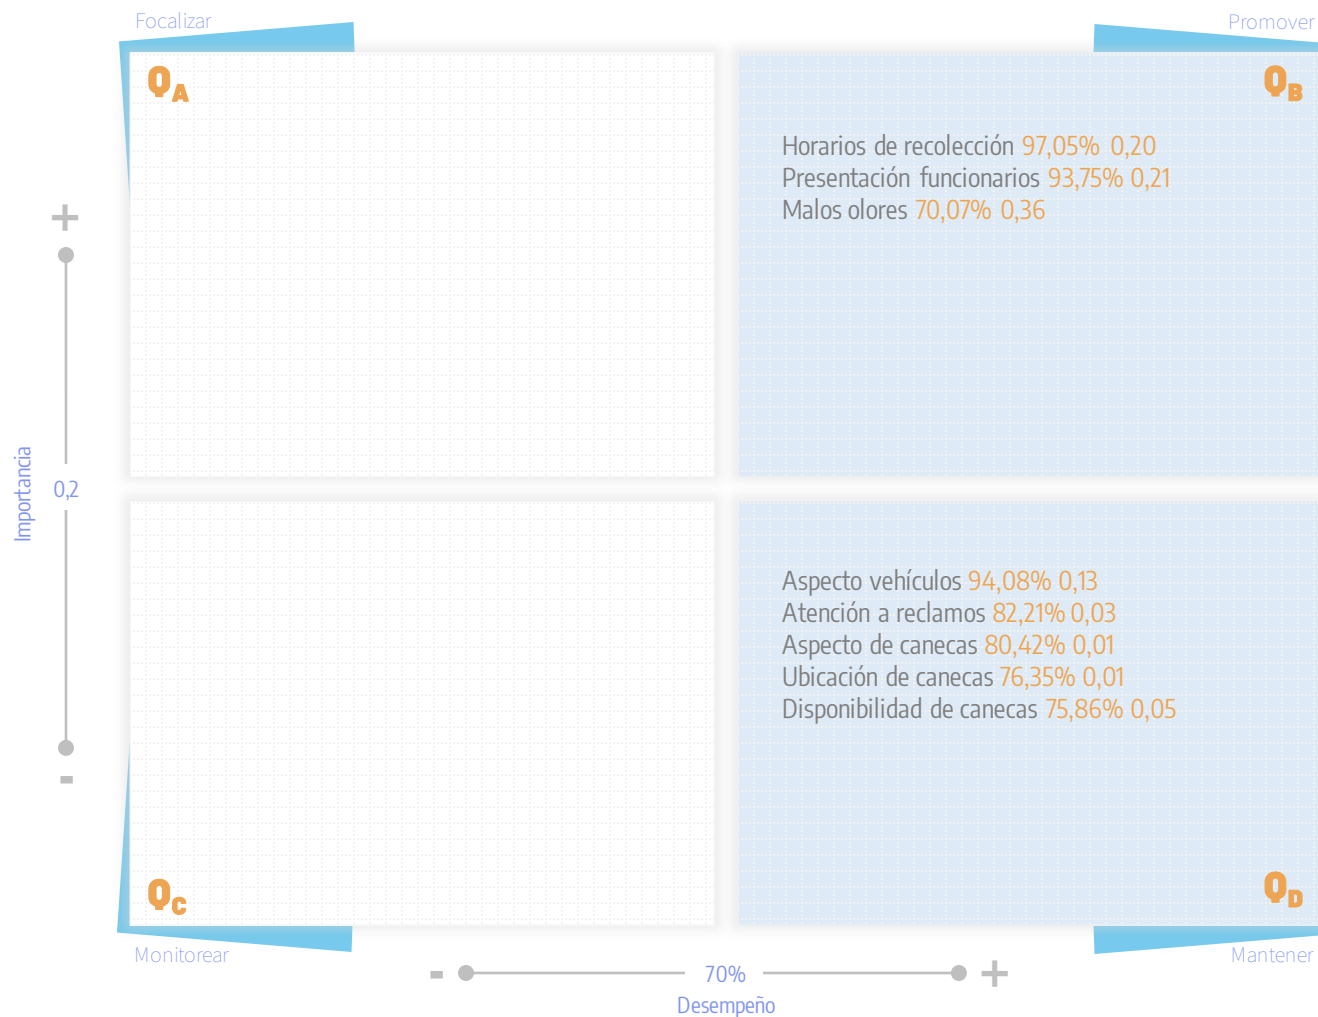 Focalizar
Promover
QA
QB
Horarios de recolección 97,05% 0,20
Presentación funcionarios 93,75% 0,21
Malos olores 70,07% 0,36
+
Importancia
0,2
-
Aspecto vehículos 94,08% 0,13
Atención a reclamos 82,21% 0,03
Aspecto de canecas 80,42% 0,01
Ubicación de canecas 76,35% 0,01
Disponibilidad de canecas 75,86% 0,05
QC
QD
Monitorear
Mantener
- 70% +
Desempeño